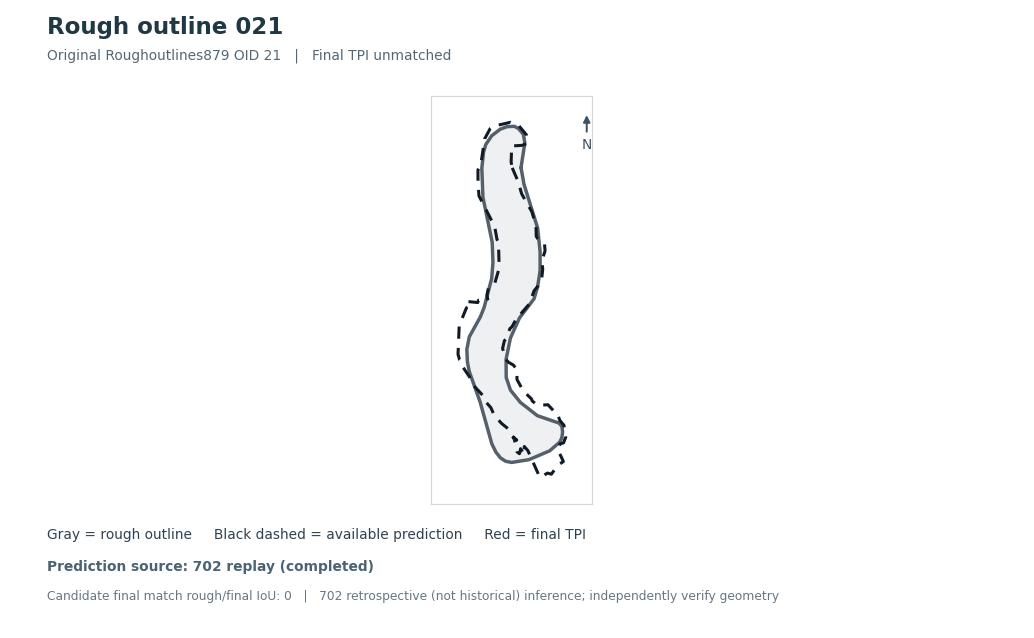 Rough outline 021
Original Roughoutlines879 OID 21   |   Final TPI unmatched
N
Gray = rough outline     Black dashed = available prediction     Red = final TPI
Prediction source: 702 replay (completed)
Candidate final match rough/final IoU: 0   |   702 retrospective (not historical) inference; independently verify geometry